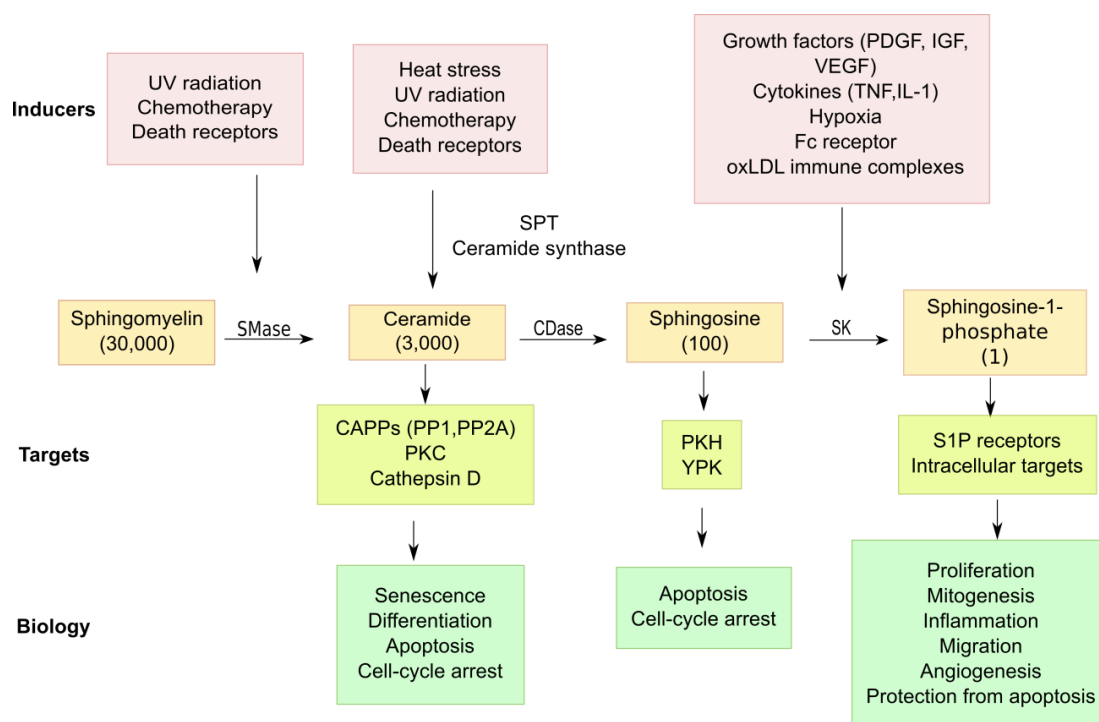 Inducers
UV radiation
Chemotherapy
Death receptors
Heat stress
UV radiation
Chemotherapy
Death receptors
Growth factors (PDGF, IGF,
VEGF)
Cytokines (TNF,IL-1)
Hypoxia
Fc receptor
oxLDL immune complexes
SPT
Ceramide synthase
Sphingomyelin
(30,000)
SMase
Ceramide
(3,000)
CDase
Sphingosine
(100)
SK
Sphingosine-1-
phosphate
(1)
Targets
CAPPs (PP1,PP2A)
PKC
Cathepsin D
PKH
YPK
S1P receptors
Intracellular targets
Biology
Senescence
Differentiation
Apoptosis
Cell-cycle arrest
Apoptosis
Cell-cycle arrest
Proliferation
Mitogenesis
Inflammation
Migration
Angiogenesis
Protection from apoptosis